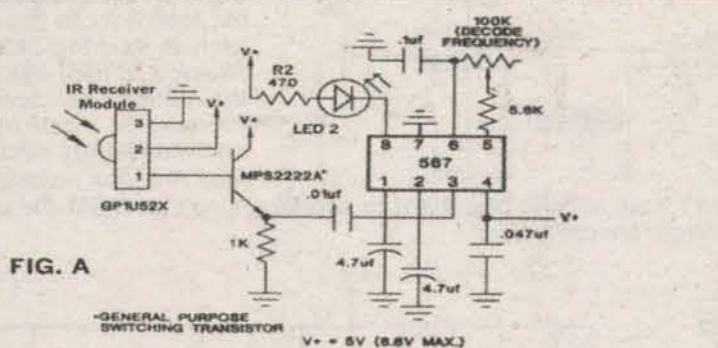 100K
(DECODE
FREQUENCY)
.1uf
V+
R2
470
IR Receiver
Module
V+
5.6K
LED 2
V+
3
2
1
8 7 6 5
567
1 2 3 4
MPS2222A*
GP1U52X
.01uf
V+
.047uf
1K
4.7uf
4.7uf
FIG. A
*GENERAL PURPOSE
SWITCHING TRANSISTOR
V+ = 5V (6.8V MAX.)